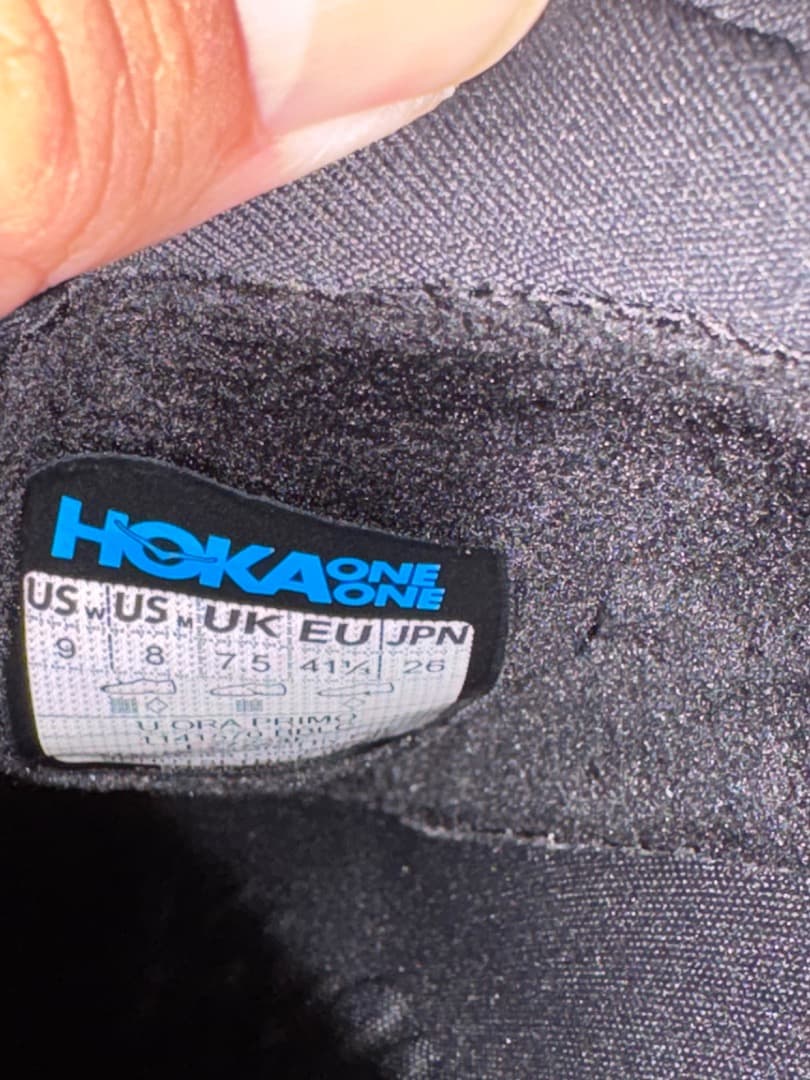 HOKA ONE ONE
US W US M UK EU JPN
9 8 7.5 41⅓ 26
U ORA PRIMO